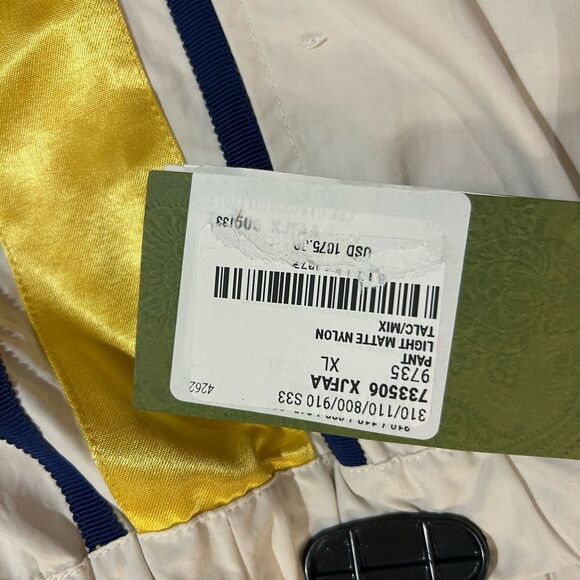 310/110/800/910 S33
733506 XJFAA
4262
9735
XL
PANT
LIGHT MATTE NYLON
TALC/MIX
USD 1075.00